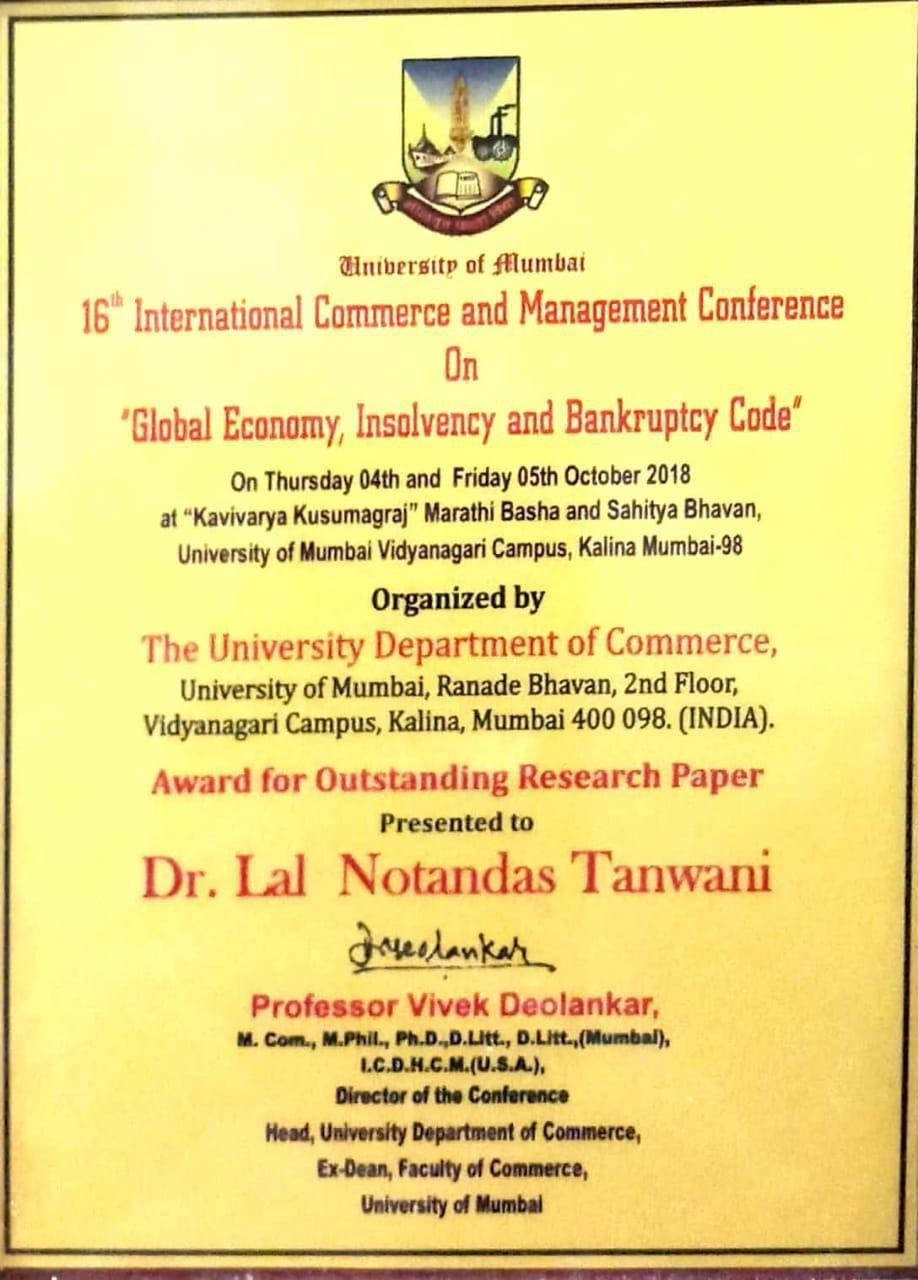 University of Mumbai
16th International Commerce and Management Conference
On
"Global Economy, Insolvency and Bankruptcy Code"
On Thursday 04th and Friday 05th October 2018
at “Kavivarya Kusumagraj” Marathi Basha and Sahitya Bhavan,
University of Mumbai Vidyanagari Campus, Kalina Mumbai-98
Organized by
The University Department of Commerce,
University of Mumbai, Ranade Bhavan, 2nd Floor,
Vidyanagari Campus, Kalina, Mumbai 400 098. (INDIA).
Award for Outstanding Research Paper
Presented to
Dr. Lal Notandas Tanwani
Professor Vivek Deolankar,
M. Com., M.Phil., Ph.D.,D.Litt., D.Litt.,(Mumbai),
I.C.D.H.C.M.(U.S.A.),
Director of the Conference
Head, University Department of Commerce,
Ex-Dean, Faculty of Commerce,
University of Mumbai